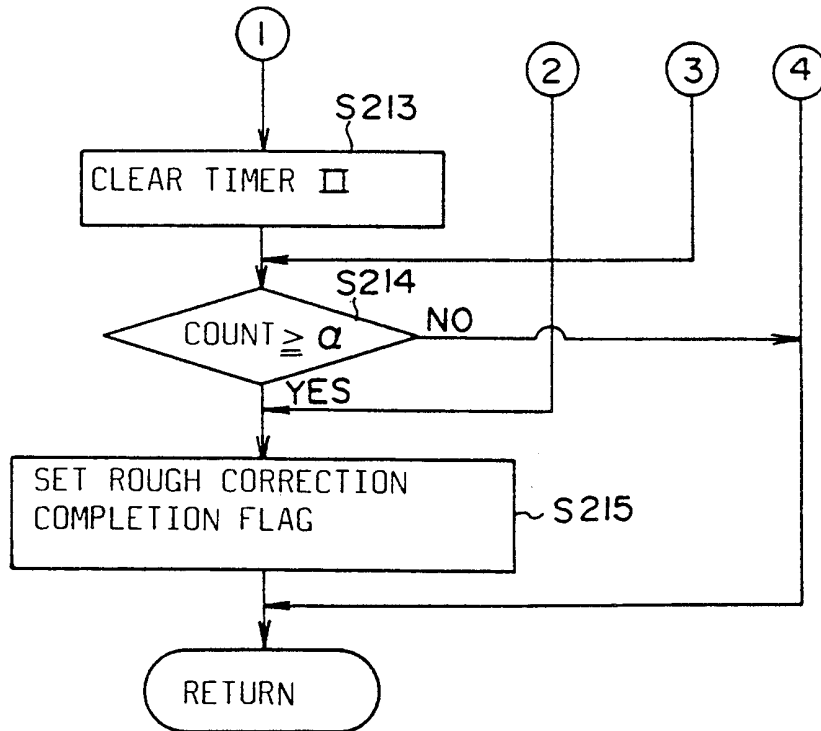 1
2
3
4
S213
CLEAR TIMER II
S214
COUNT ≧ α
NO
YES
SET ROUGH CORRECTION
COMPLETION FLAG
S215
RETURN